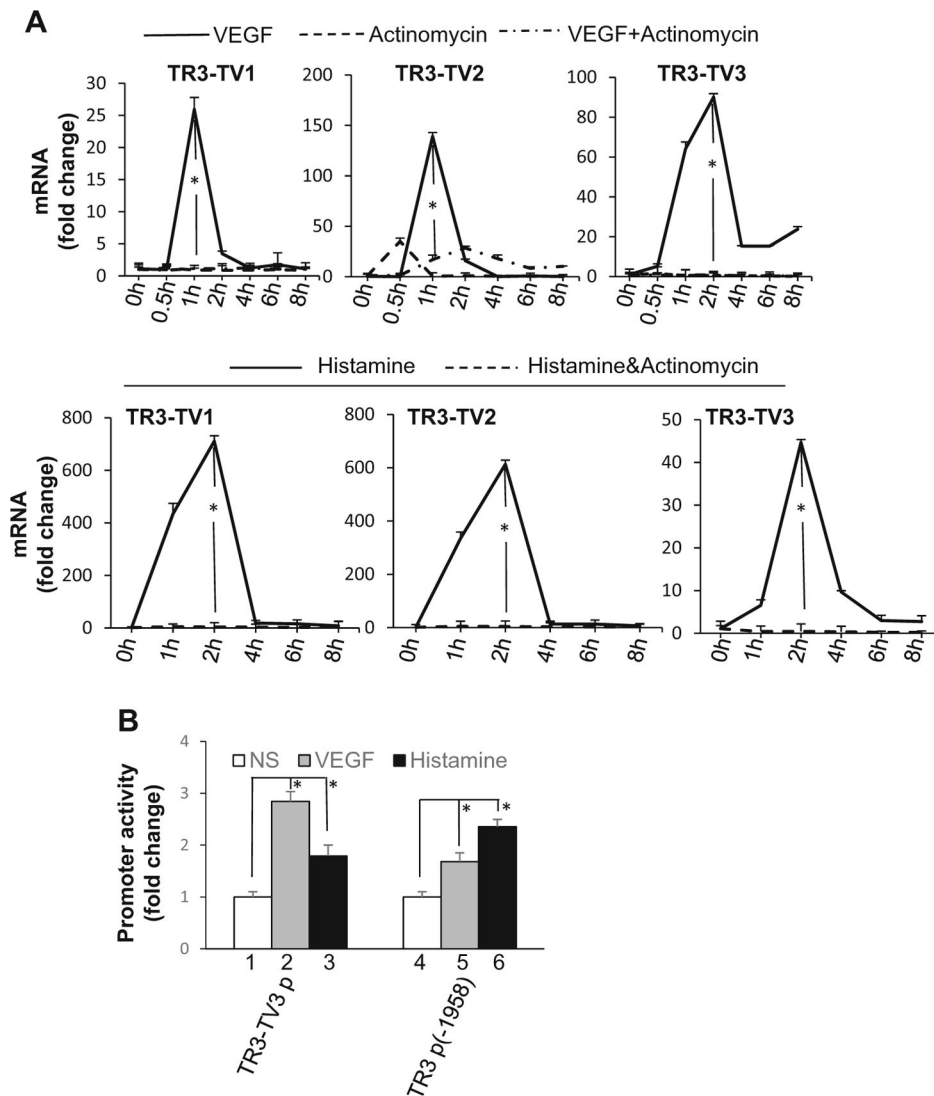 A
VEGF Actinomycin VEGF+Actinomycin
TR3-TV1 TR3-TV2 TR3-TV3
mRNA
(fold change)
30
25
20
15
10
5
0
*
0h 0.5h 1h 2h 4h 6h 8h
200
150
100
50
0
*
0h 0.5h 1h 2h 4h 6h 8h
100
80
60
40
20
0
*
0h 0.5h 1h 2h 4h 6h 8h
Histamine Histamine&Actinomycin
TR3-TV1 TR3-TV2 TR3-TV3
mRNA
(fold change)
800
600
400
200
0
*
0h 1h 2h 4h 6h 8h
800
600
400
200
0
*
0h 1h 2h 4h 6h 8h
50
40
30
20
10
0
*
0h 1h 2h 4h 6h 8h
B
Promoter activity
(fold change)
4
3
2
1
0
NS VEGF Histamine
* * * *
1 2 3 4 5 6
TR3-TV3 p
TR3 p(-1958)